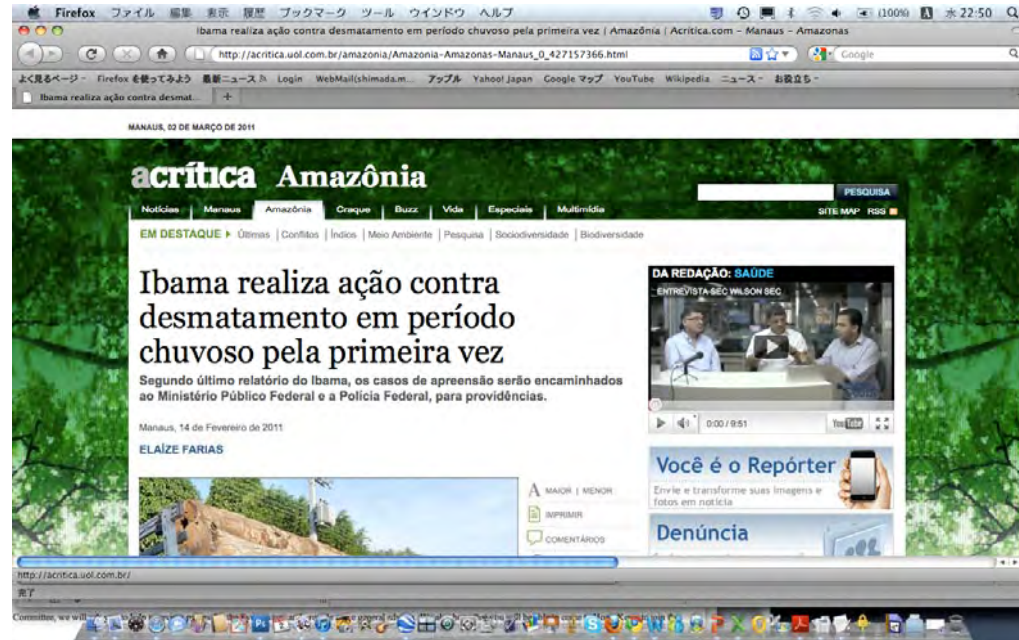 Firefox ファイル 編集 表示 履歴 ブックマーク ツール ウインドウ ヘルプ (100%) 水 22:50
Ibama realiza ação contra desmatamento em período chuvoso pela primeira vez | Amazônia | Acritica.com – Manaus – Amazonas
http://acritica.uol.com.br/amazonia/Amazonia-Amazonas-Manaus_0_427157366.html Google
よく見るページ Firefox を使ってみよう 最新ニュース Login WebMail(shimada.m... アップル Yahoo! Japan Google マップ YouTube Wikipedia ニュース お役立ち
Ibama realiza ação contra desmat... +
MANAUS, 02 DE MARÇO DE 2011
acrítica Amazônia
PESQUISA
Notícias Manaus Amazônia Craque Buzz Vida Especiais Multimídia SITE MAP RSS
EM DESTAQUE Últimas | Conflitos | Índios | Meio Ambiente | Pesquisa | Sociodiversidade | Biodiversidade
Ibama realiza ação contra
desmatamento em período
chuvoso pela primeira vez
Segundo último relatório do Ibama, os casos de apreensão serão encaminhados
ao Ministério Público Federal e a Polícia Federal, para providências.
Manaus, 14 de Fevereiro de 2011
ELAÍZE FARIAS
A MAIOR | MENOR
IMPRIMIR
COMENTÁRIOS
DA REDAÇÃO: SAÚDE
ENTREVISTA-SEC WILSON SEC
0:00 / 9:51 YouTube
Você é o Repórter
Envie e transforme suas imagens e
fotos em notícia
Denúncia
http://acritica.uol.com.br/
完了
Committee, we will